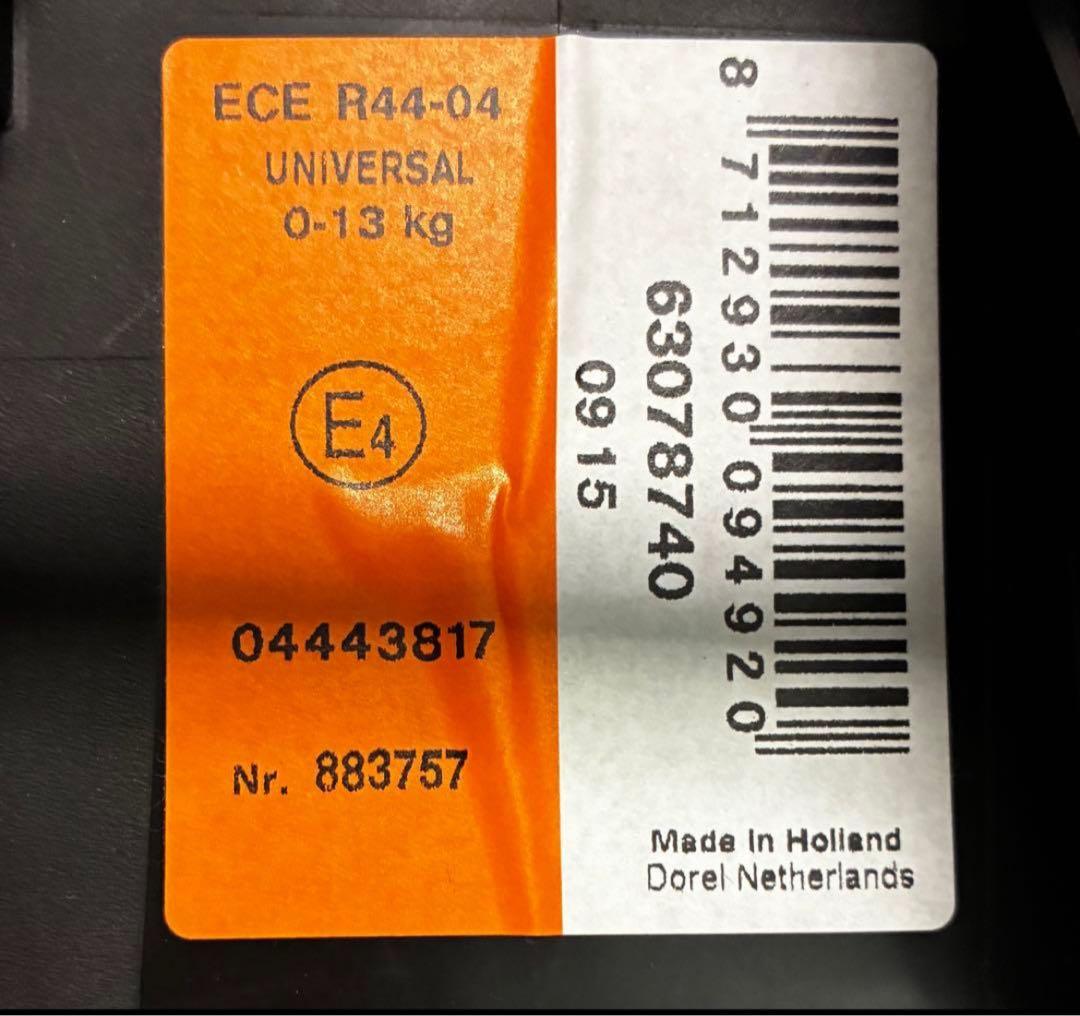 ECE R44-04
UNIVERSAL
0-13 kg
E4
04443817
Nr. 883757
8 712930 094920
63078740
09 15
Made in Holland
Dorel Netherlands